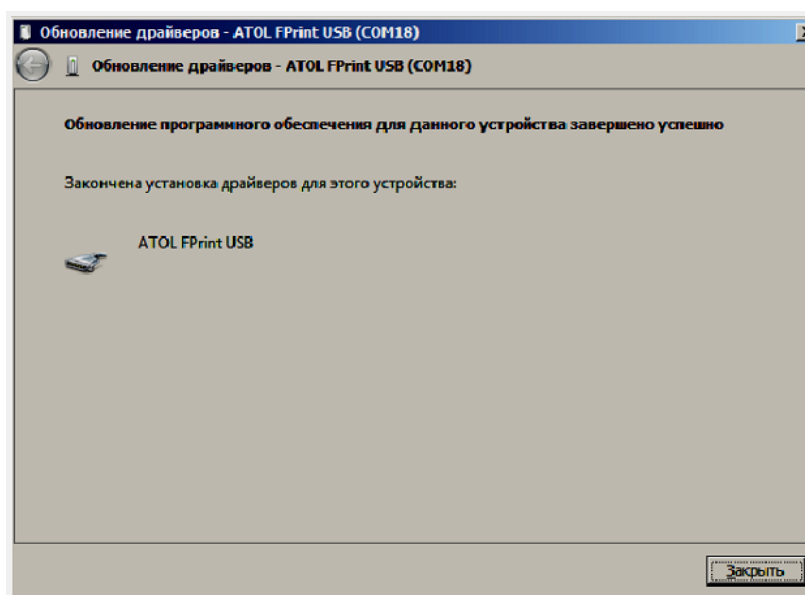 Обновление драйверов - ATOL FPrint USB (COM18)
Обновление драйверов - ATOL FPrint USB (COM18)
Обновление программного обеспечения для данного устройства завершено успешно
Закончена установка драйверов для этого устройства:
ATOL FPrint USB
Закрыть